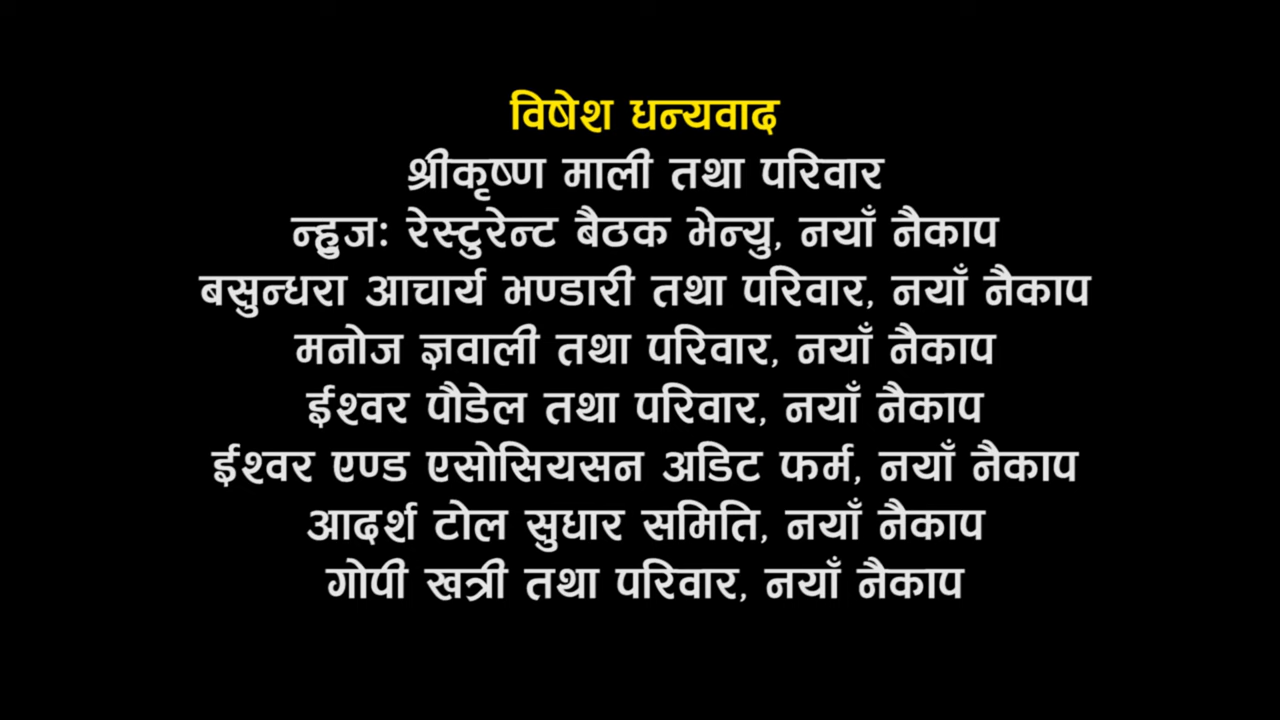 विषेश धन्यवाद
श्रीकृष्ण माली तथा परिवार
न्हुजः रेस्टुरेन्ट बैठक भेन्यु, नयाँ नैकाप
बसुन्धरा आचार्य भण्डारी तथा परिवार, नयाँ नैकाप
मनोज ज्ञवाली तथा परिवार, नयाँ नैकाप
ईश्वर पौडेल तथा परिवार, नयाँ नैकाप
ईश्वर एण्ड एसोसियसन अडिट फर्म, नयाँ नैकाप
आदर्श टोल सुधार समिति, नयाँ नैकाप
गोपी खत्री तथा परिवार, नयाँ नैकाप